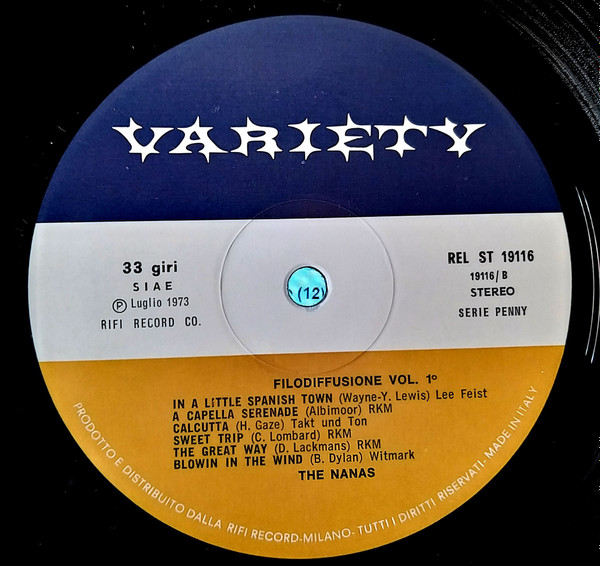 VARIETY
33 giri
SIAE
Ⓟ Luglio 1973
RIFI RECORD CO.
REL ST 19116
19116/B
STEREO
SERIE PENNY
(12)
FILODIFFUSIONE VOL. 1º
IN A LITTLE SPANISH TOWN (Wayne-Y. Lewis) Lee Feist
A CAPELLA SERENADE (Albimoor) RKM
CALCUTTA (H. Gaze) Takt und Ton
SWEET TRIP (C. Lombard) RKM
THE GREAT WAY (D. Lackmans) RKM
BLOWIN IN THE WIND (B. Dylan) Witmark
THE NANAS
PRODOTTO E DISTRIBUITO DALLA RIFI RECORD-MILANO-TUTTI I DIRITTI RISERVATI-MADE IN ITALY